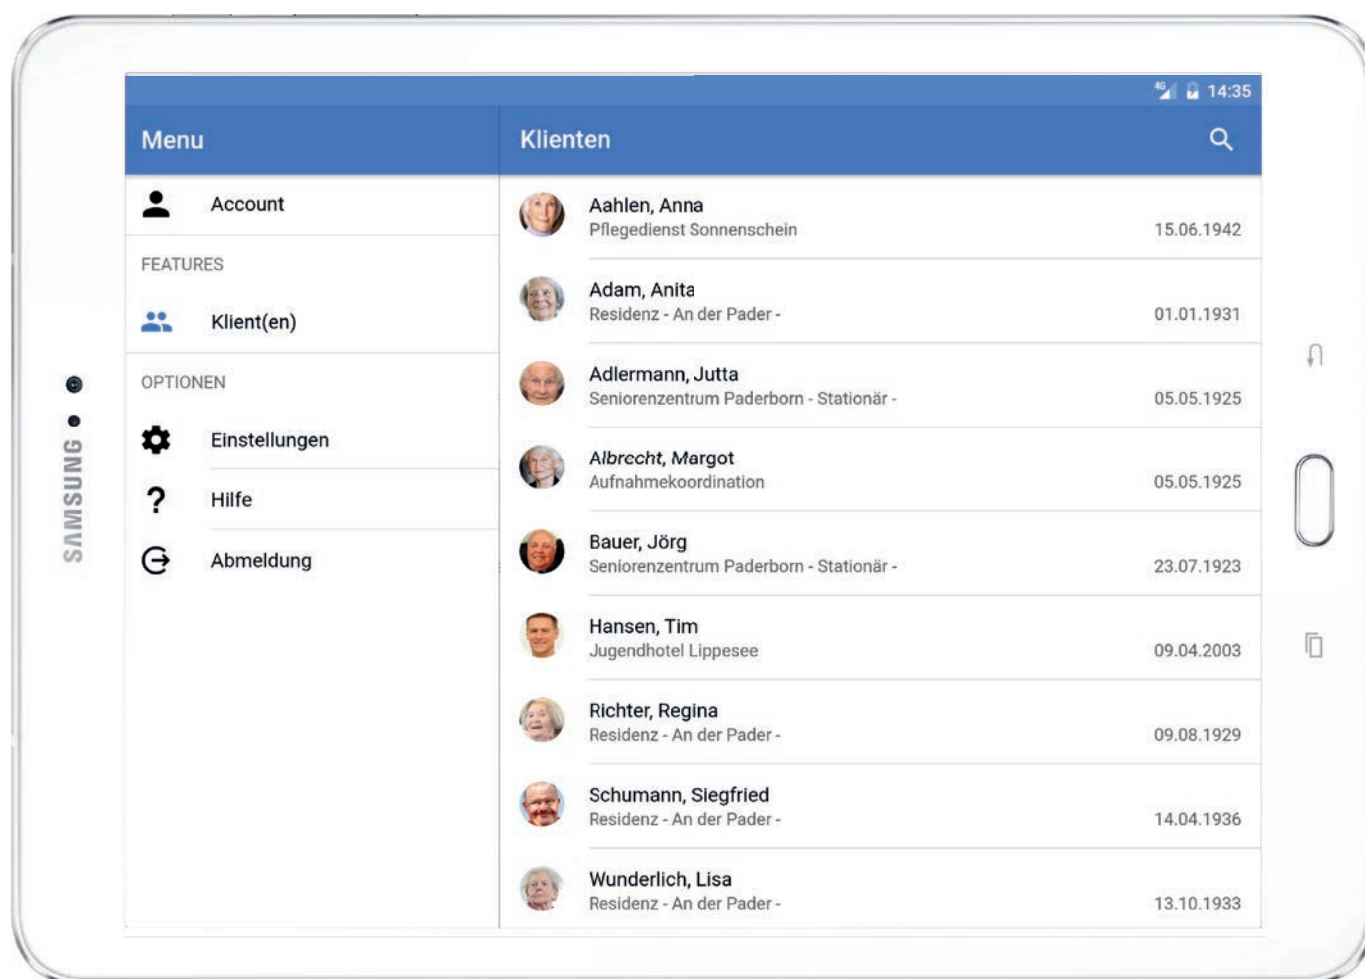 4G 14:35
Menu
Klienten
Account
FEATURES
Klient(en)
OPTIONEN
Einstellungen
Hilfe
Abmeldung
Aahlen, Anna
Pflegedienst Sonnenschein
15.06.1942
Adam, Anita
Residenz - An der Pader -
01.01.1931
Adlermann, Jutta
Seniorenzentrum Paderborn - Stationär -
05.05.1925
Albrecht, Margot
Aufnahmekoordination
05.05.1925
Bauer, Jörg
Seniorenzentrum Paderborn - Stationär -
23.07.1923
Hansen, Tim
Jugendhotel Lippesee
09.04.2003
Richter, Regina
Residenz - An der Pader -
09.08.1929
Schumann, Siegfried
Residenz - An der Pader -
14.04.1936
Wunderlich, Lisa
Residenz - An der Pader -
13.10.1933
SAMSUNG